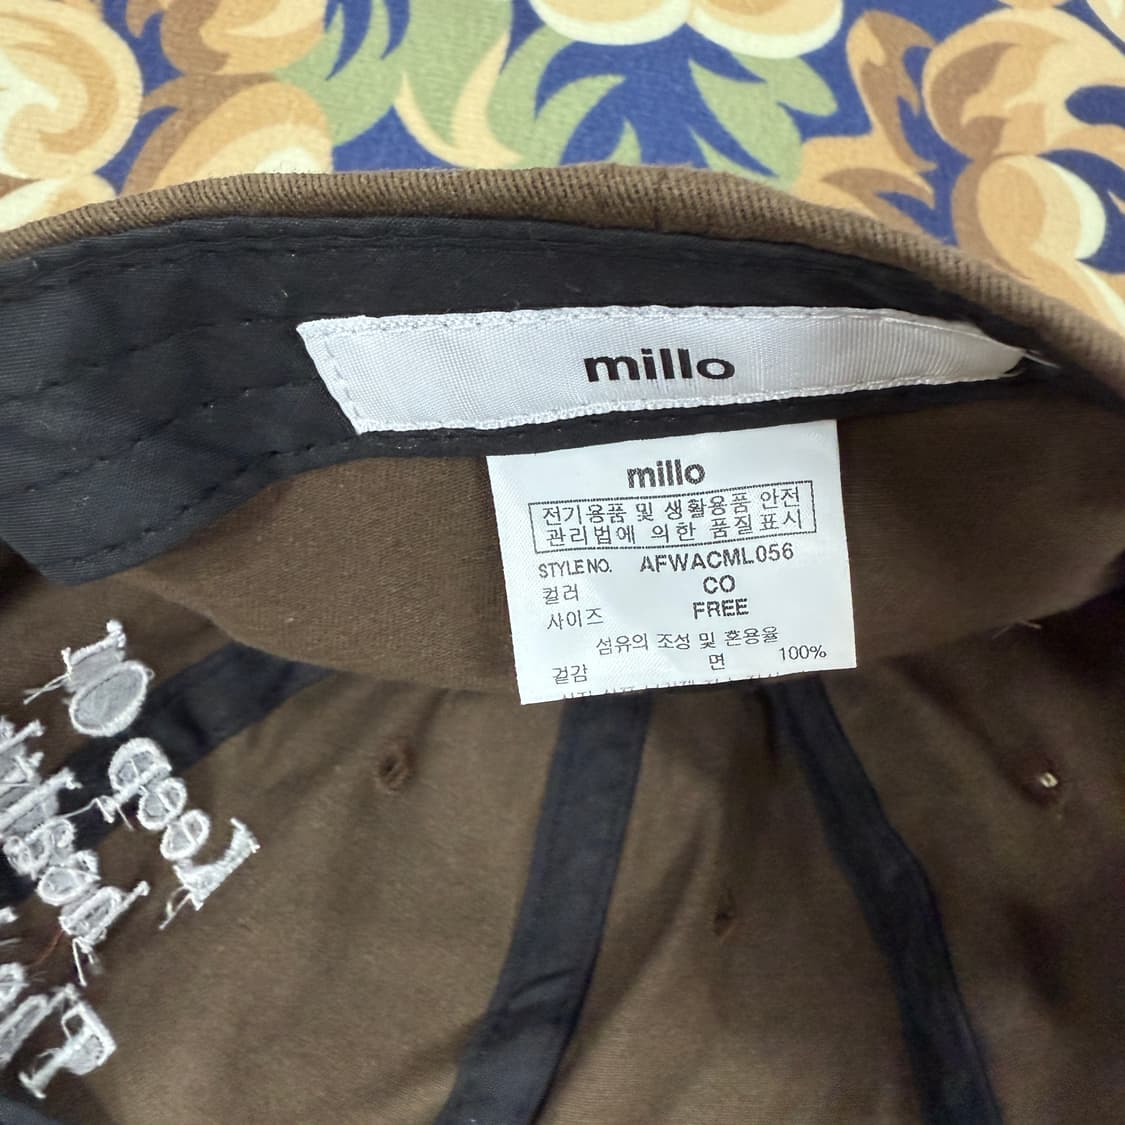 millo
millo
전기용품 및 생활용품 안전
관리법에 의한 품질표시
STYLE NO. AFWACML056
컬러 CO
사이즈 FREE
섬유의 조성 및 혼용율
겉감 면 100%